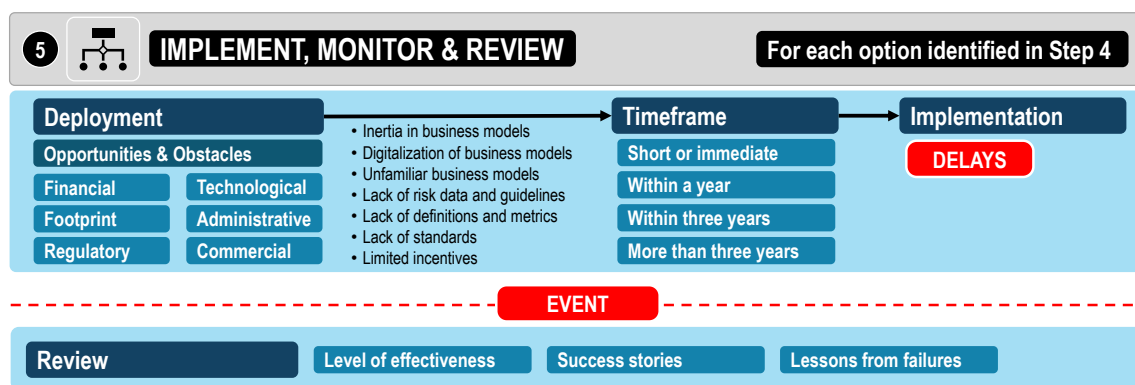 5
IMPLEMENT, MONITOR & REVIEW
For each option identified in Step 4
Deployment
Opportunities & Obstacles
Financial
Technological
Footprint
Administrative
Regulatory
Commercial
• Inertia in business models
• Digitalization of business models
• Unfamiliar business models
• Lack of risk data and guidelines
• Lack of definitions and metrics
• Lack of standards
• Limited incentives
Timeframe
Short or immediate
Within a year
Within three years
More than three years
Implementation
DELAYS
EVENT
Review
Level of effectiveness
Success stories
Lessons from failures